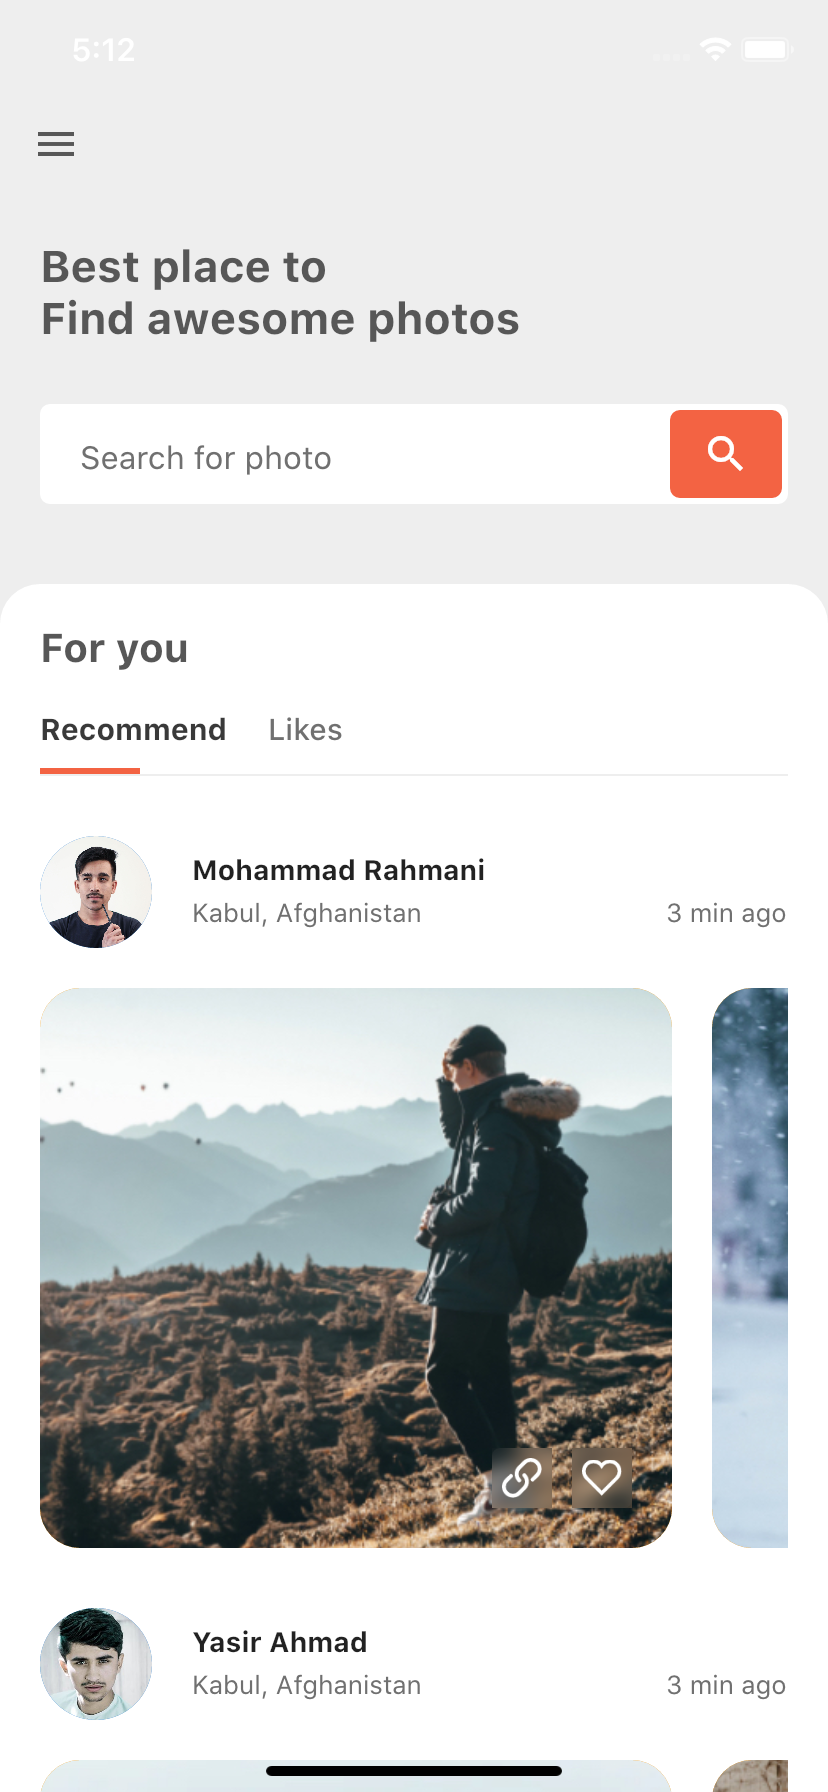 5:12
Best place to
Find awesome photos
Search for photo
For you
Recommend Likes
Mohammad Rahmani
Kabul, Afghanistan 3 min ago
Yasir Ahmad
Kabul, Afghanistan 3 min ago